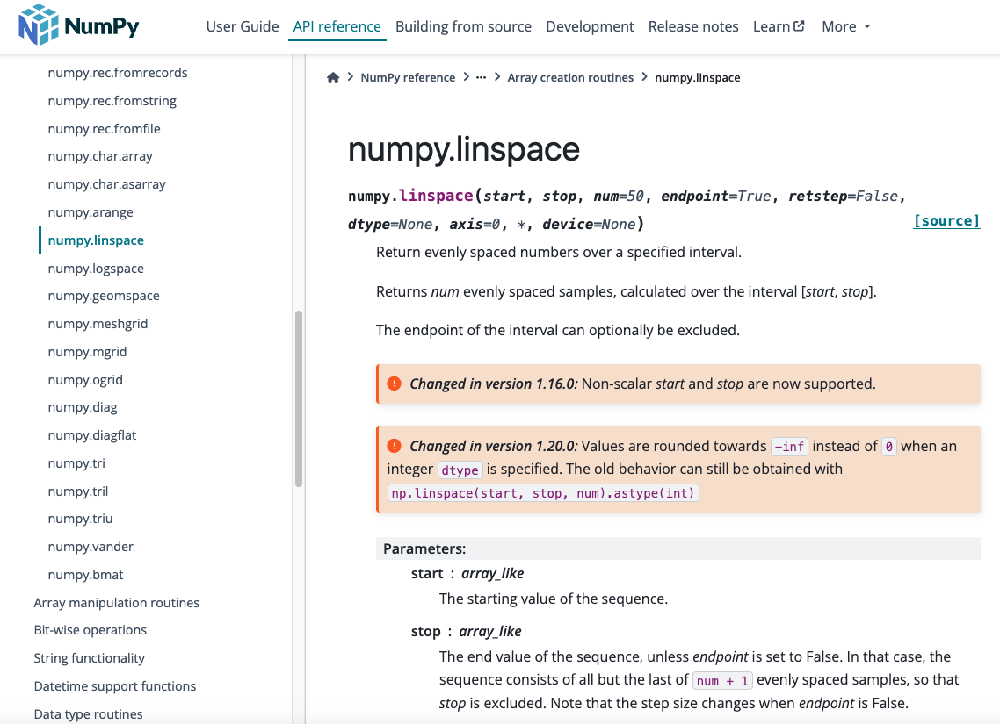 NumPy
User Guide API reference Building from source Development Release notes Learn More
numpy.rec.fromrecords
numpy.rec.fromstring
numpy.rec.fromfile
numpy.char.array
numpy.char.asarray
numpy.arange
numpy.linspace
numpy.logspace
numpy.geomspace
numpy.meshgrid
numpy.mgrid
numpy.ogrid
numpy.diag
numpy.diagflat
numpy.tri
numpy.tril
numpy.triu
numpy.vander
numpy.bmat
Array manipulation routines
Bit-wise operations
String functionality
Datetime support functions
Data type routines
NumPy reference > ... > Array creation routines > numpy.linspace
numpy.linspace
numpy.linspace(start, stop, num=50, endpoint=True, retstep=False,
dtype=None, axis=0, *, device=None)
[source]
Return evenly spaced numbers over a specified interval.
Returns num evenly spaced samples, calculated over the interval [start, stop].
The endpoint of the interval can optionally be excluded.
Changed in version 1.16.0: Non-scalar start and stop are now supported.
Changed in version 1.20.0: Values are rounded towards -inf instead of 0 when an
integer dtype is specified. The old behavior can still be obtained with
np.linspace(start, stop, num).astype(int)
Parameters:
start : array_like
The starting value of the sequence.
stop : array_like
The end value of the sequence, unless endpoint is set to False. In that case, the
sequence consists of all but the last of num + 1 evenly spaced samples, so that
stop is excluded. Note that the step size changes when endpoint is False.